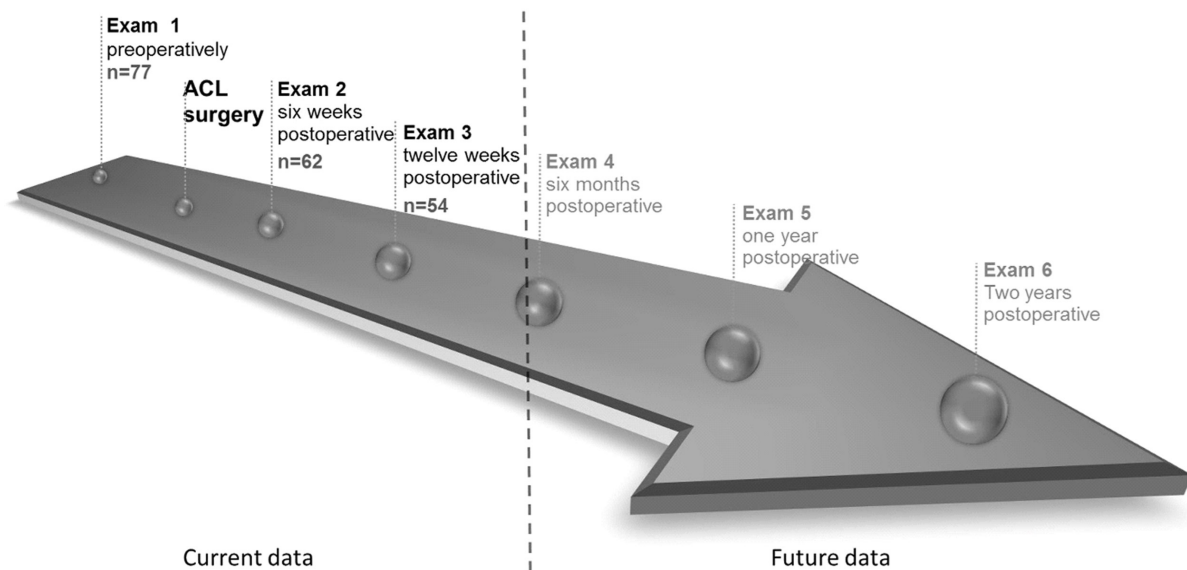 Exam 1
preoperatively
n=77
ACL
surgery
Exam 2
six weeks
postoperative
n=62
Exam 3
twelve weeks
postoperative
n=54
Exam 4
six months
postoperative
Exam 5
one year
postoperative
Exam 6
Two years
postoperative
Current data
Future data